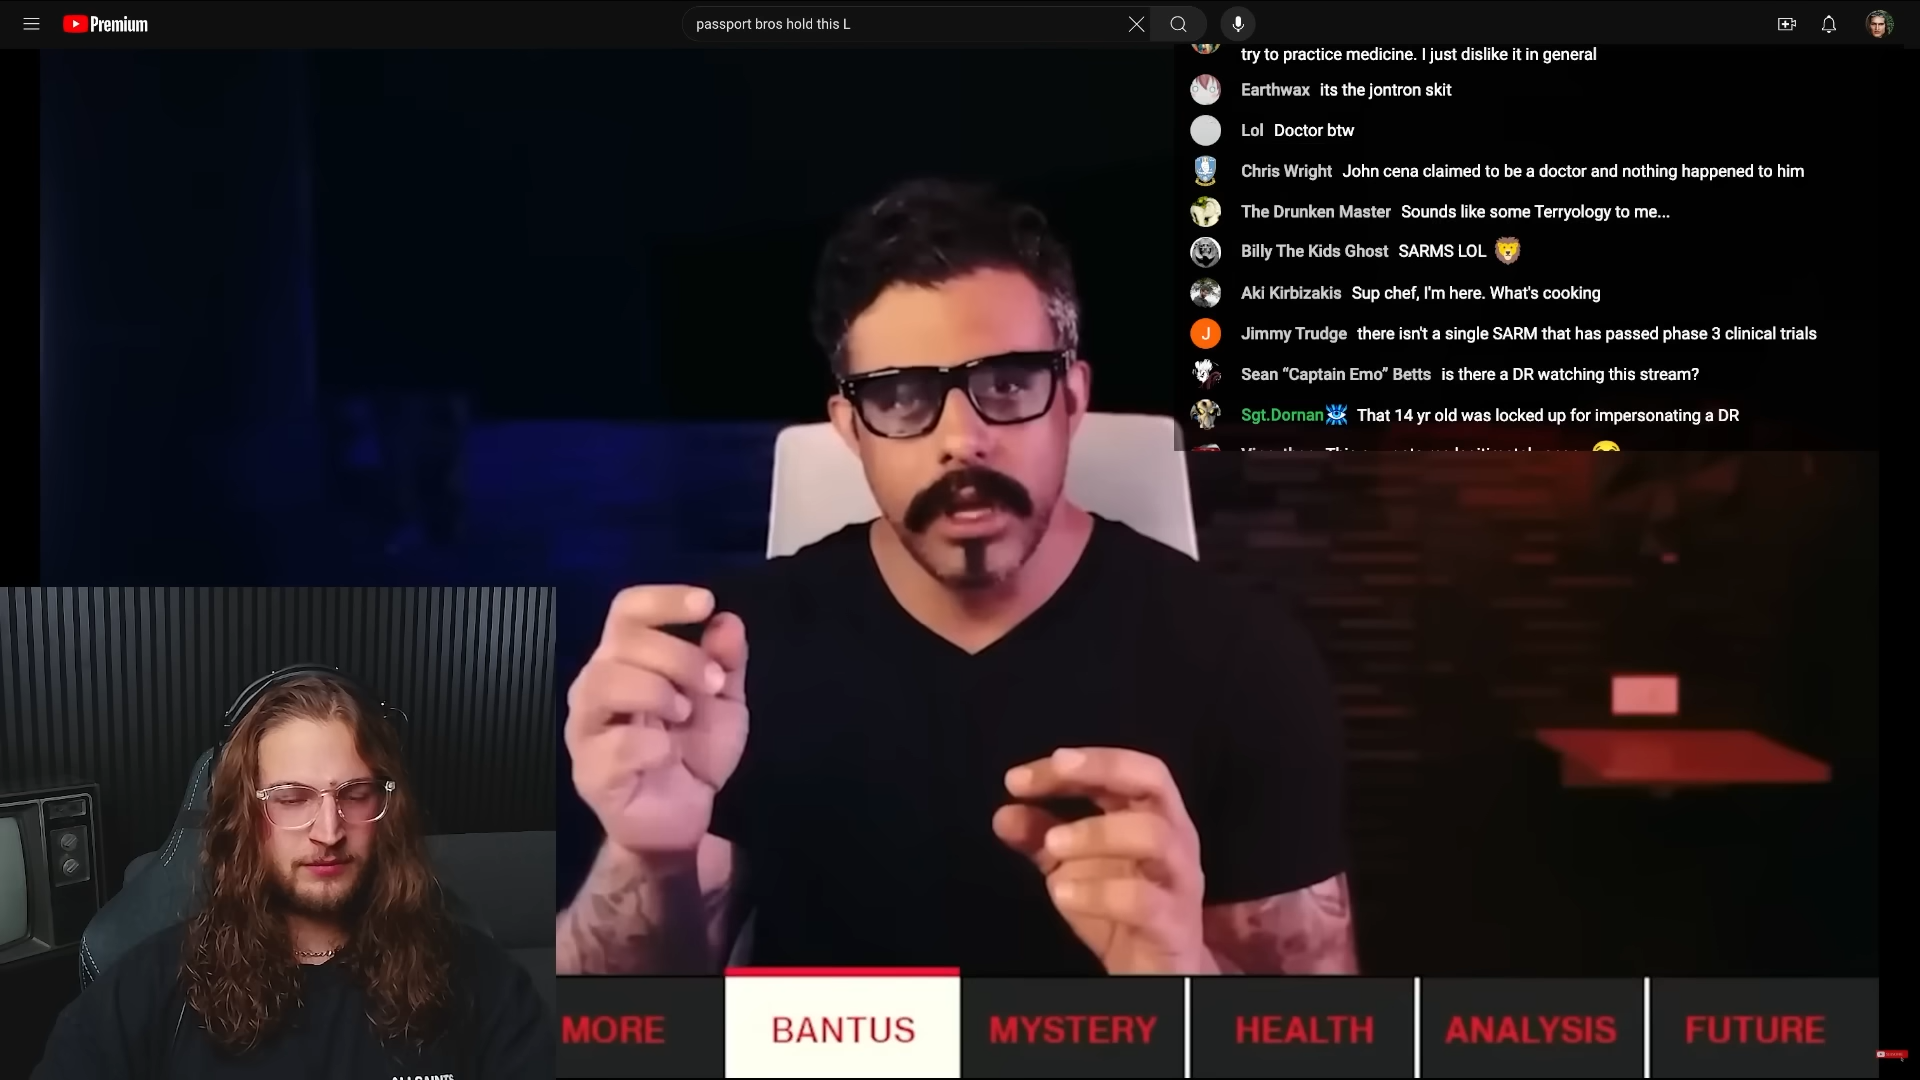 Premium
passport bros hold this L
try to practice medicine. I just dislike it in general
Earthwax its the jontron skit
Lol Doctor btw
Chris Wright John cena claimed to be a doctor and nothing happened to him
The Drunken Master Sounds like some Terryology to me...
Billy The Kids Ghost SARMS LOL
Aki Kirbizakis Sup chef, I'm here. What's cooking
J Jimmy Trudge there isn't a single SARM that has passed phase 3 clinical trials
Sean “Captain Emo” Betts is there a DR watching this stream?
Sgt.Dornan That 14 yr old was locked up for impersonating a DR
MORE
BANTUS
MYSTERY
HEALTH
ANALYSIS
FUTURE